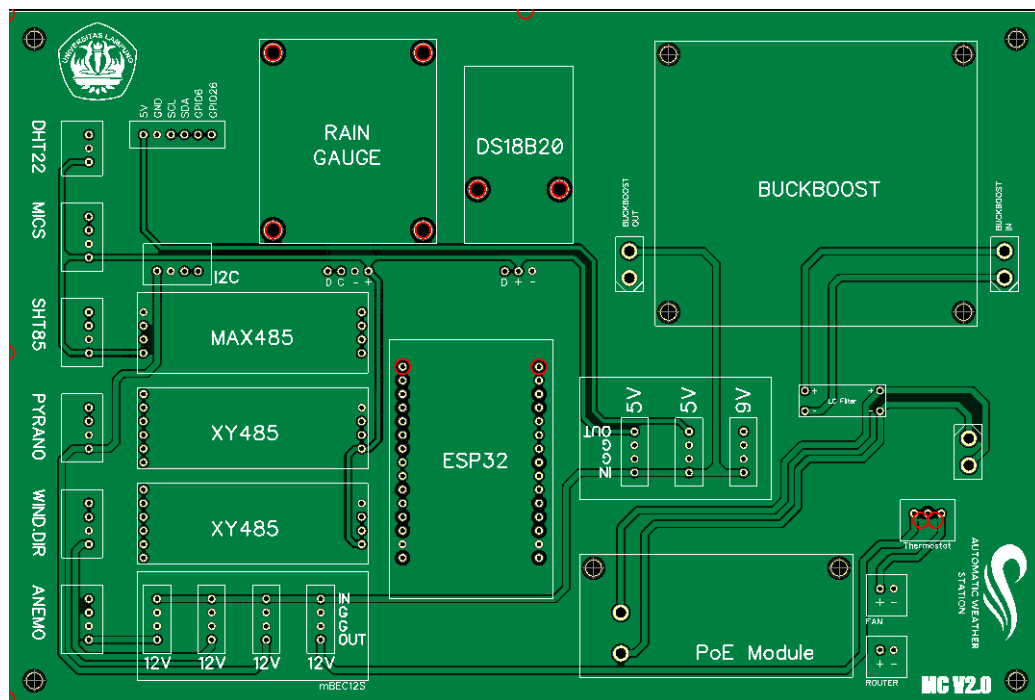 UNIVERSITAS LAMPUNG
5V
GND
SCL
SDA
GPIO6
GPIO26
DHT22
MICS
SHT85
PYRANO
WIND.DIR
ANEMO
RAIN
GAUGE
DS18B20
BUCKBOOST
BUCKBOOST
OUT
BUCKBOOST
IN
I2C
D C - +
D + -
MAX485
XY485
XY485
ESP32
5V
5V
9V
OUT
G
G
IN
+ +
- -
LC Filter
Thermostat
+ -
FAN
+ -
ROUTER
PoE Module
IN
G
G
OUT
12V 12V 12V 12V
mBEC12S
AUTOMATIC WEATHER
STATION
MC V2.0